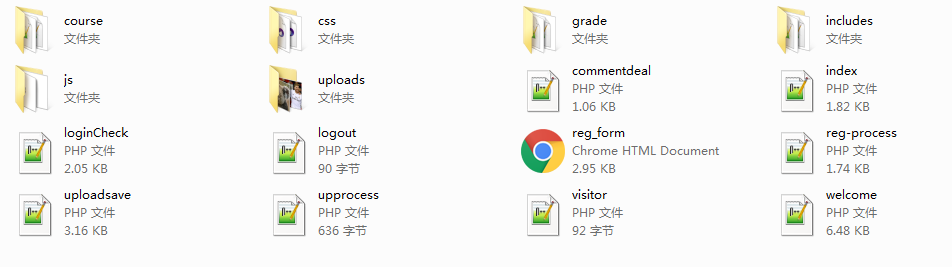 course
文件夹
css
文件夹
grade
文件夹
includes
文件夹
js
文件夹
uploads
文件夹
commentdeal
PHP 文件
1.06 KB
index
PHP 文件
1.82 KB
loginCheck
PHP 文件
2.05 KB
logout
PHP 文件
90 字节
reg_form
Chrome HTML Document
2.95 KB
reg-process
PHP 文件
1.74 KB
uploadsave
PHP 文件
3.16 KB
upprocess
PHP 文件
636 字节
visitor
PHP 文件
92 字节
welcome
PHP 文件
6.48 KB